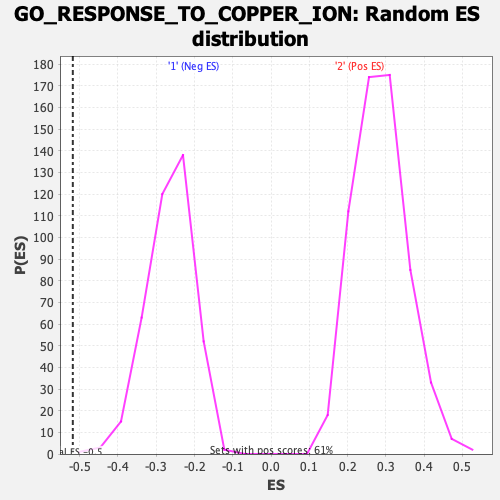 GO_RESPONSE_TO_COPPER_ION: Random ES
distribution
'1' (Neg ES)
'2' (Pos ES)
180
170
160
150
140
130
120
110
100
90
80
70
60
50
40
30
20
10
0
P(ES)
Sets with pos scores: 61%
-0.5 -0.4 -0.3 -0.2 -0.1 0.0 0.1 0.2 0.3 0.4 0.5
ES